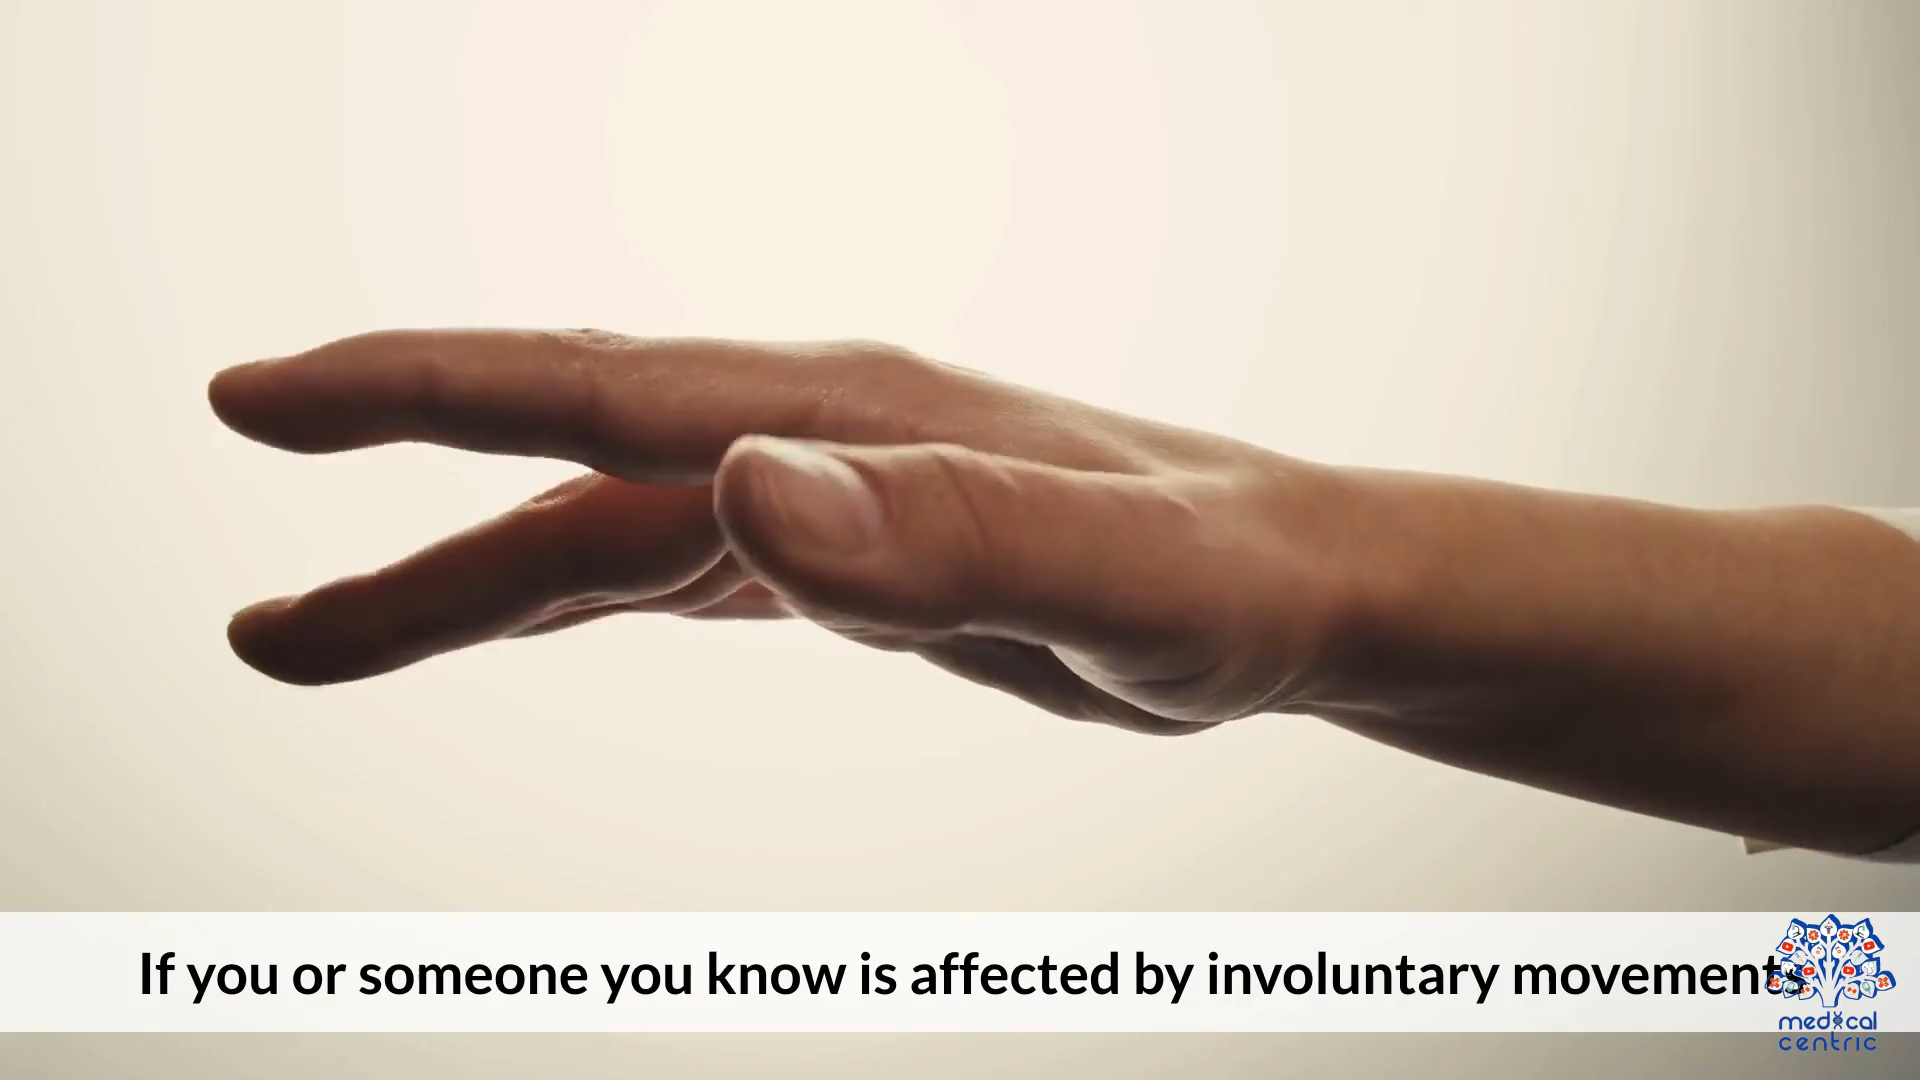 If you or someone you know is affected by involuntary movements
medical
centric